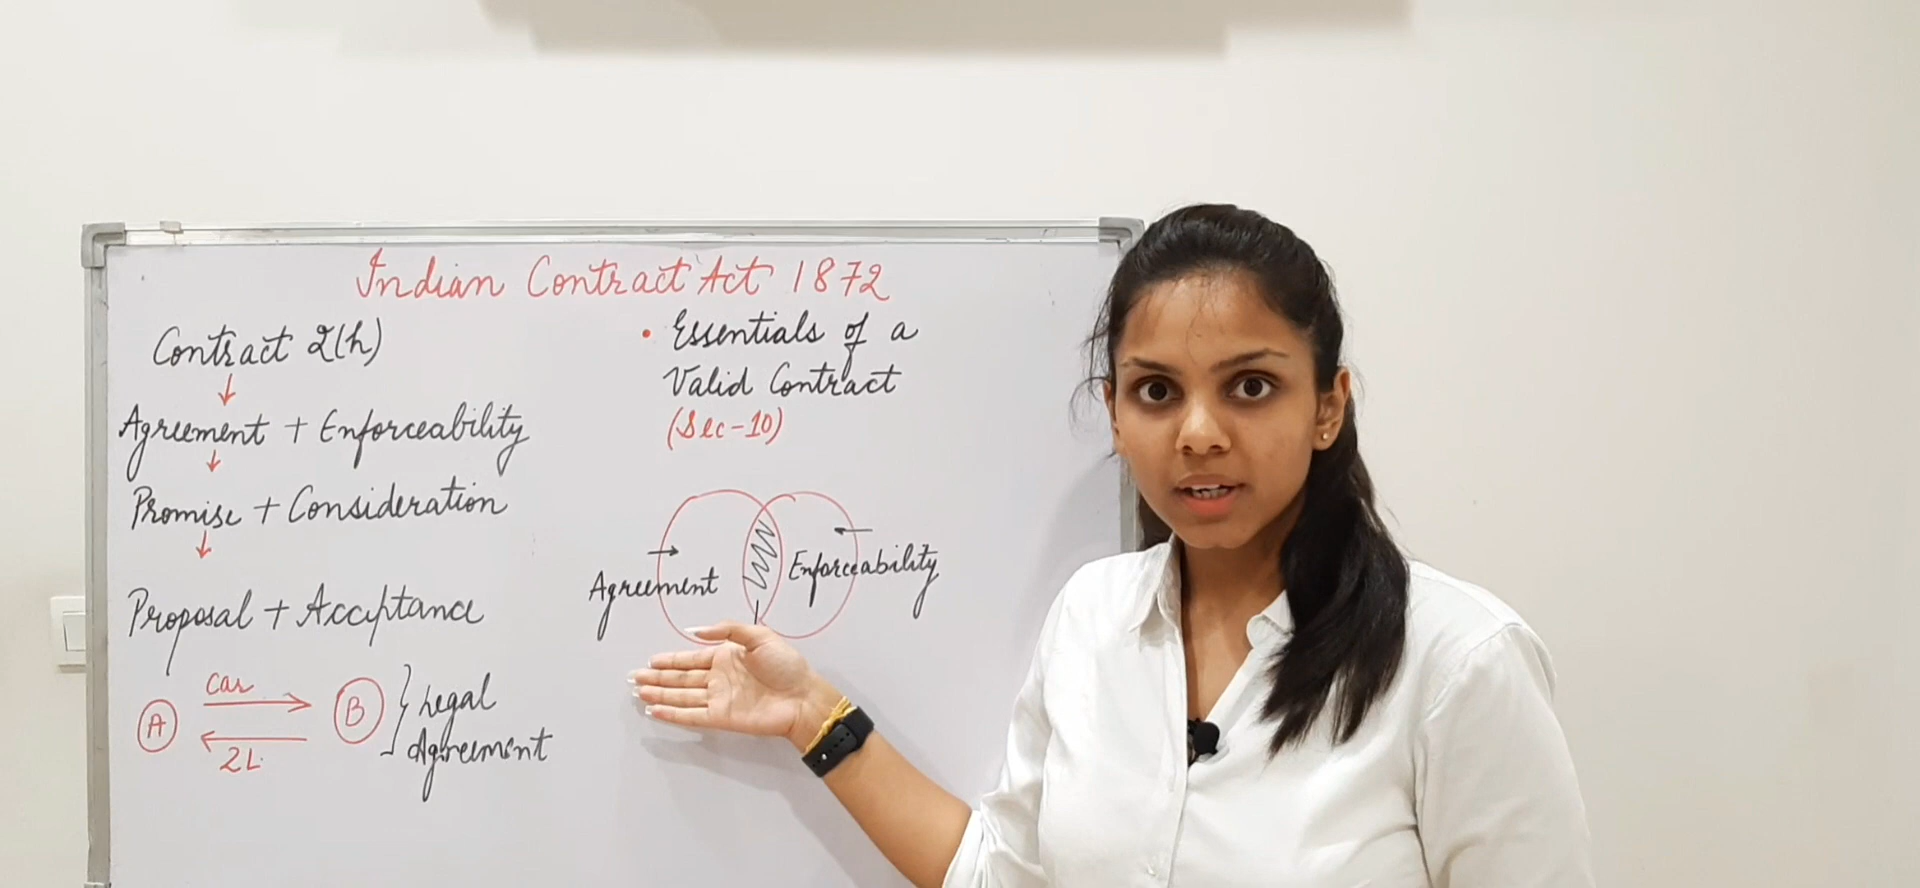 Indian Contract Act 1872
Contract 2(h)
Agreement + Enforceability
Promise + Consideration
Proposal + Acceptance
A
car
2L.
B
Legal
Agreement
• Essentials of a
Valid Contract
(Sec-10)
Agreement
Enforceability